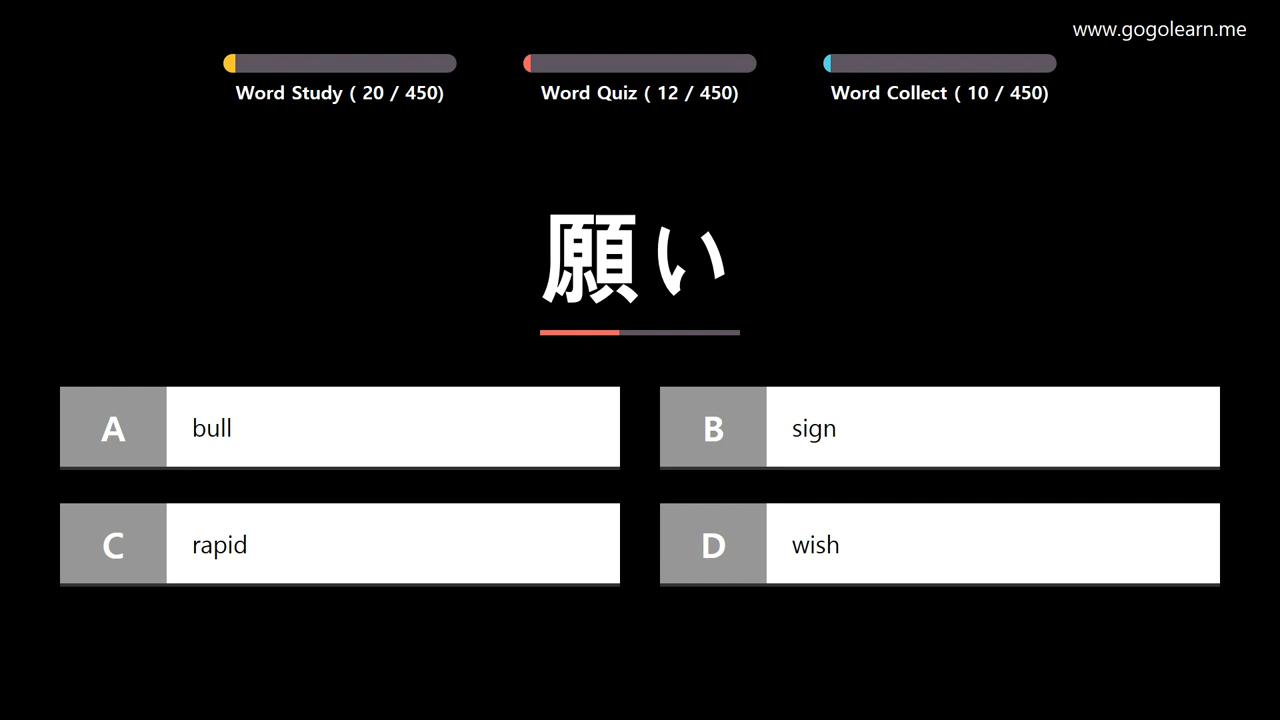 www.gogolearn.me
Word Study ( 20 / 450)
Word Quiz ( 12 / 450)
Word Collect ( 10 / 450)
願い
A bull
B sign
C rapid
D wish